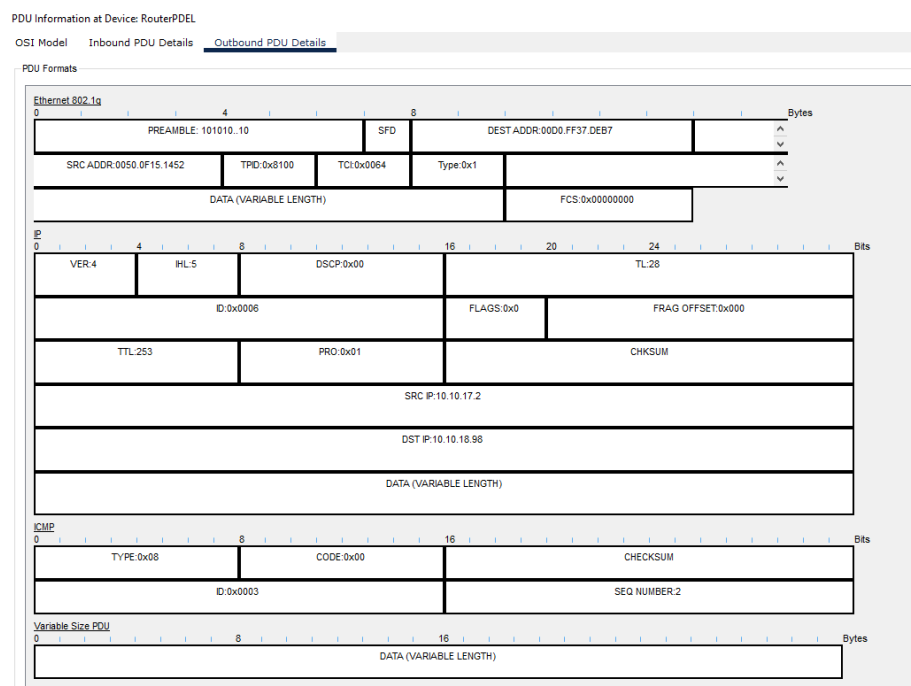 PDU Information at Device: RouterPDEL
OSI Model Inbound PDU Details Outbound PDU Details
PDU Formats
Ethernet 802.1q
0 4 8 Bytes
PREAMBLE: 101010..10 SFD DEST ADDR:00D0.FF37.DEB7
SRC ADDR:0050.0F15.1452 TPID:0x8100 TCI:0x0064 Type:0x1
DATA (VARIABLE LENGTH) FCS:0x00000000
IP
0 4 8 16 20 24 Bits
VER:4 IHL:5 DSCP:0x00 TL:28
ID:0x0006 FLAGS:0x0 FRAG OFFSET:0x000
TTL:253 PRO:0x01 CHKSUM
SRC IP:10.10.17.2
DST IP:10.10.18.98
DATA (VARIABLE LENGTH)
ICMP
0 8 16 Bits
TYPE:0x08 CODE:0x00 CHECKSUM
ID:0x0003 SEQ NUMBER:2
Variable Size PDU
0 8 16 Bytes
DATA (VARIABLE LENGTH)